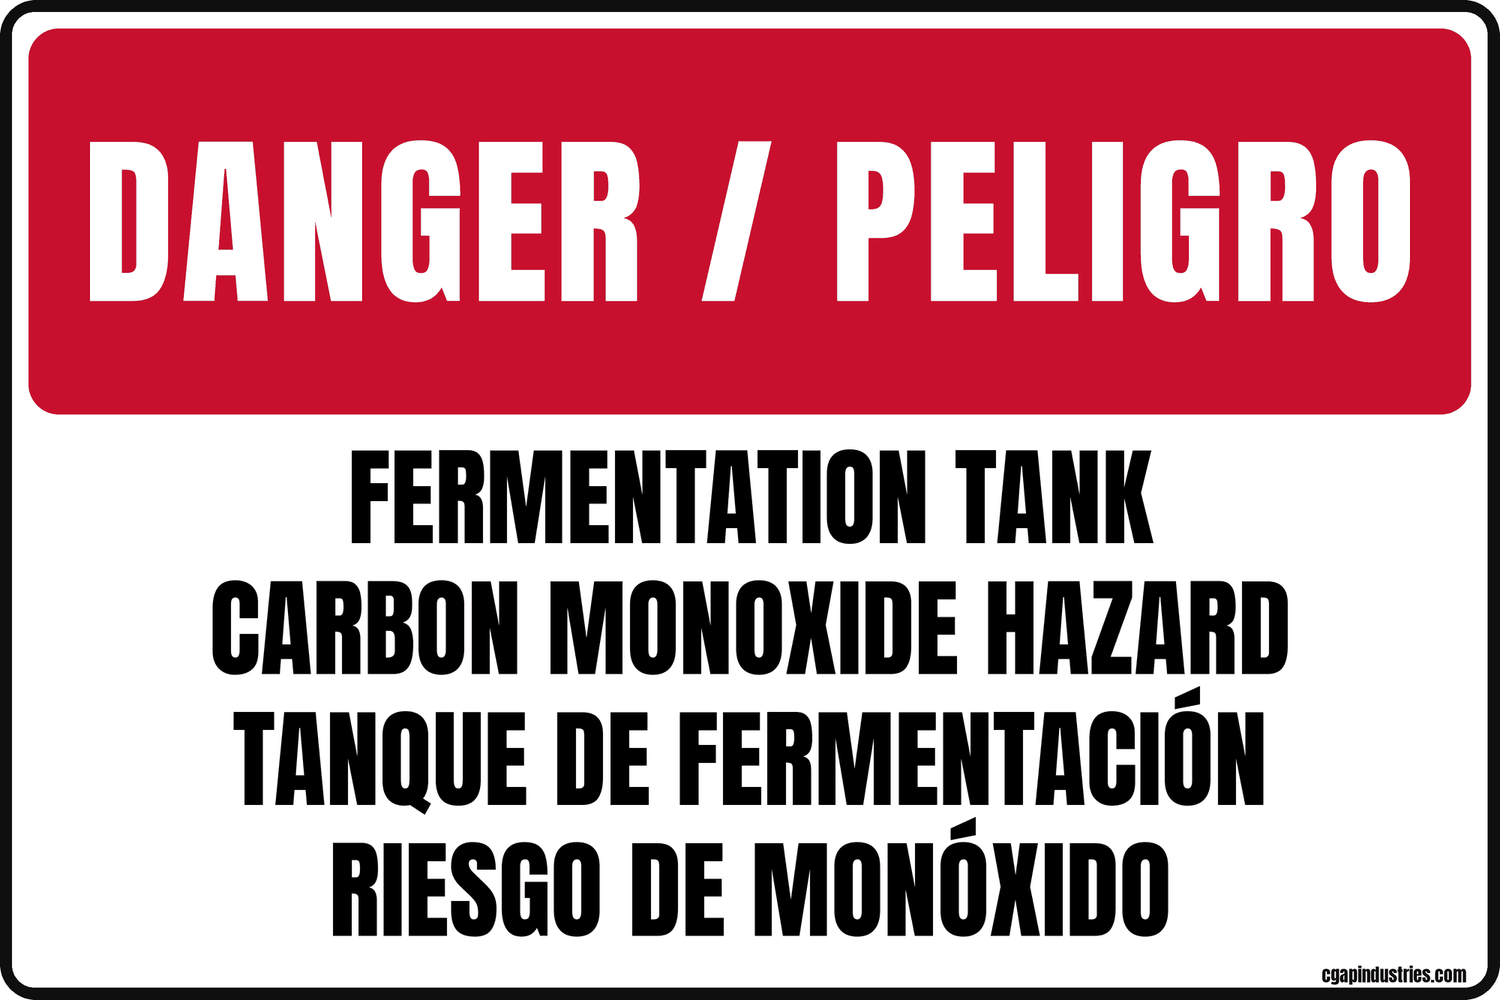 DANGER / PELIGRO
FERMENTATION TANK
CARBON MONOXIDE HAZARD
TANQUE DE FERMENTACIÓN
RIESGO DE MONÓXIDO
cgapindustries.com